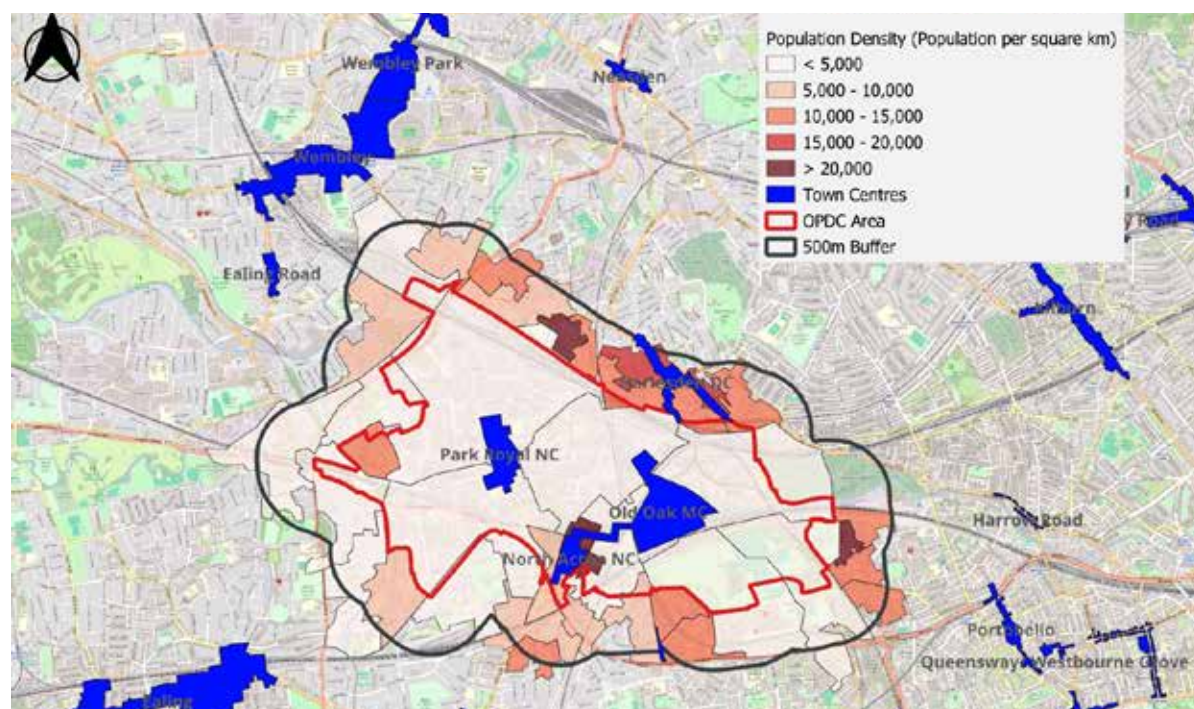 Population Density (Population per square km)
< 5,000
5,000 - 10,000
10,000 - 15,000
15,000 - 20,000
> 20,000
Town Centres
OPDC Area
500m Buffer
Wembley Park
Neasden
Wembley
Ealing Road
Park Royal NC
Old Oak MC
North Acton NC
Harrow Road
Portobello
Queensway/Westbourne Grove
Ealing